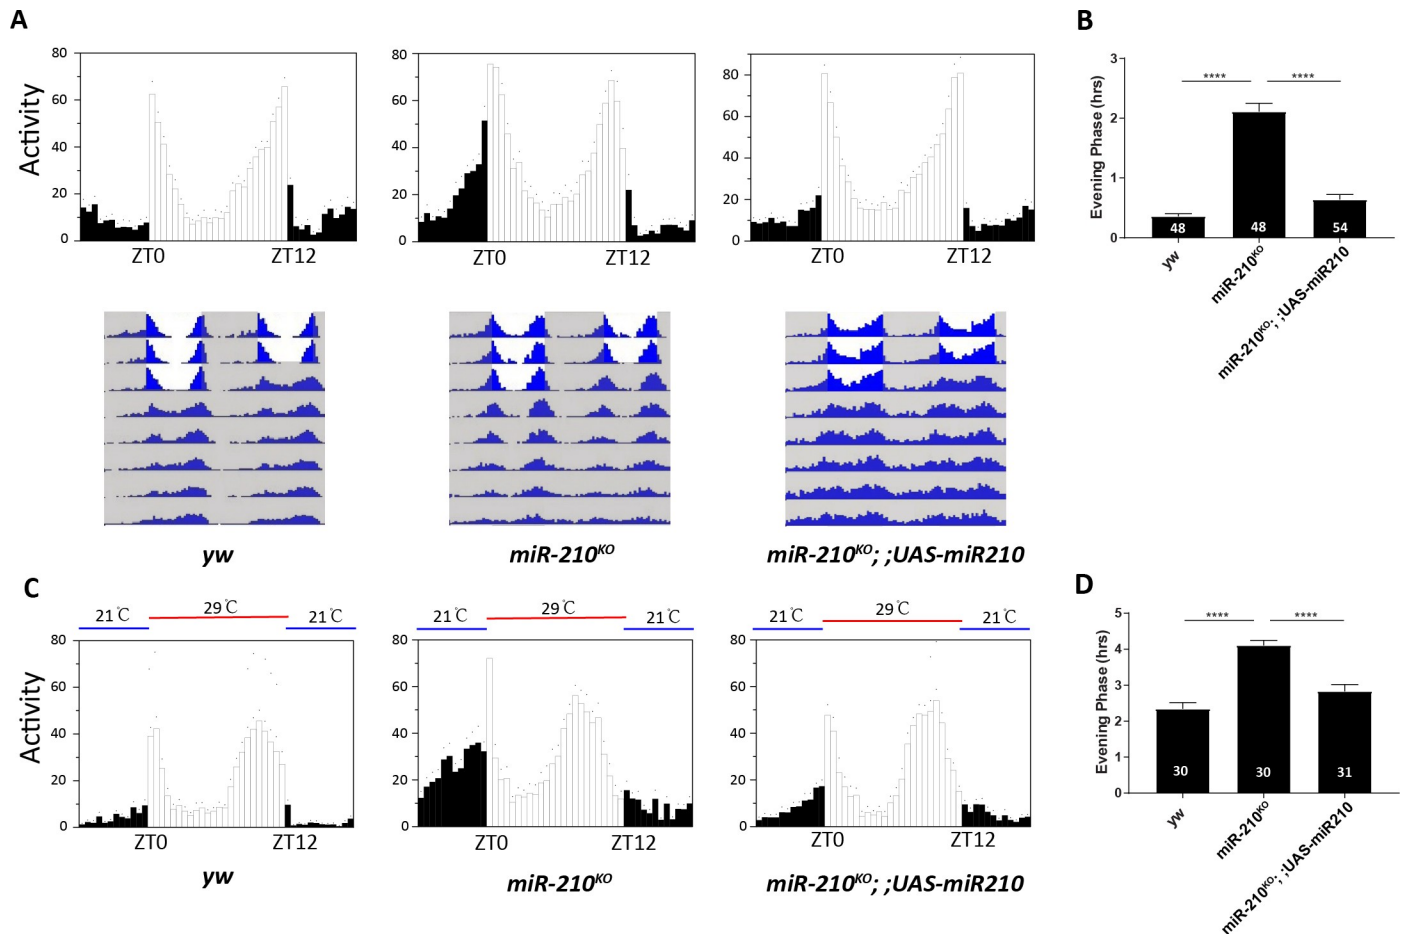 A
B
Activity
80
60
40
20
0
ZT0
ZT12
80
60
40
20
0
ZT0
ZT12
80
60
40
20
0
ZT0
ZT12
Evening Phase (hrs)
3
2
1
0
****
****
48
48
54
yw
miR-210ᴷᴼ
miR-210ᴷᴼ; ;UAS-miR210
yw
miR-210ᴷᴼ
miR-210ᴷᴼ; ;UAS-miR210
C
D
21℃ 29℃ 21℃
21℃ 29℃ 21℃
21℃ 29℃ 21℃
Activity
80
60
40
20
0
ZT0
ZT12
80
60
40
20
0
ZT0
ZT12
80
60
40
20
0
ZT0
ZT12
yw
miR-210ᴷᴼ
miR-210ᴷᴼ; ;UAS-miR210
Evening Phase (hrs)
5
4
3
2
1
0
****
****
30
30
31
yw
miR-210ᴷᴼ
miR-210ᴷᴼ; ;UAS-miR210